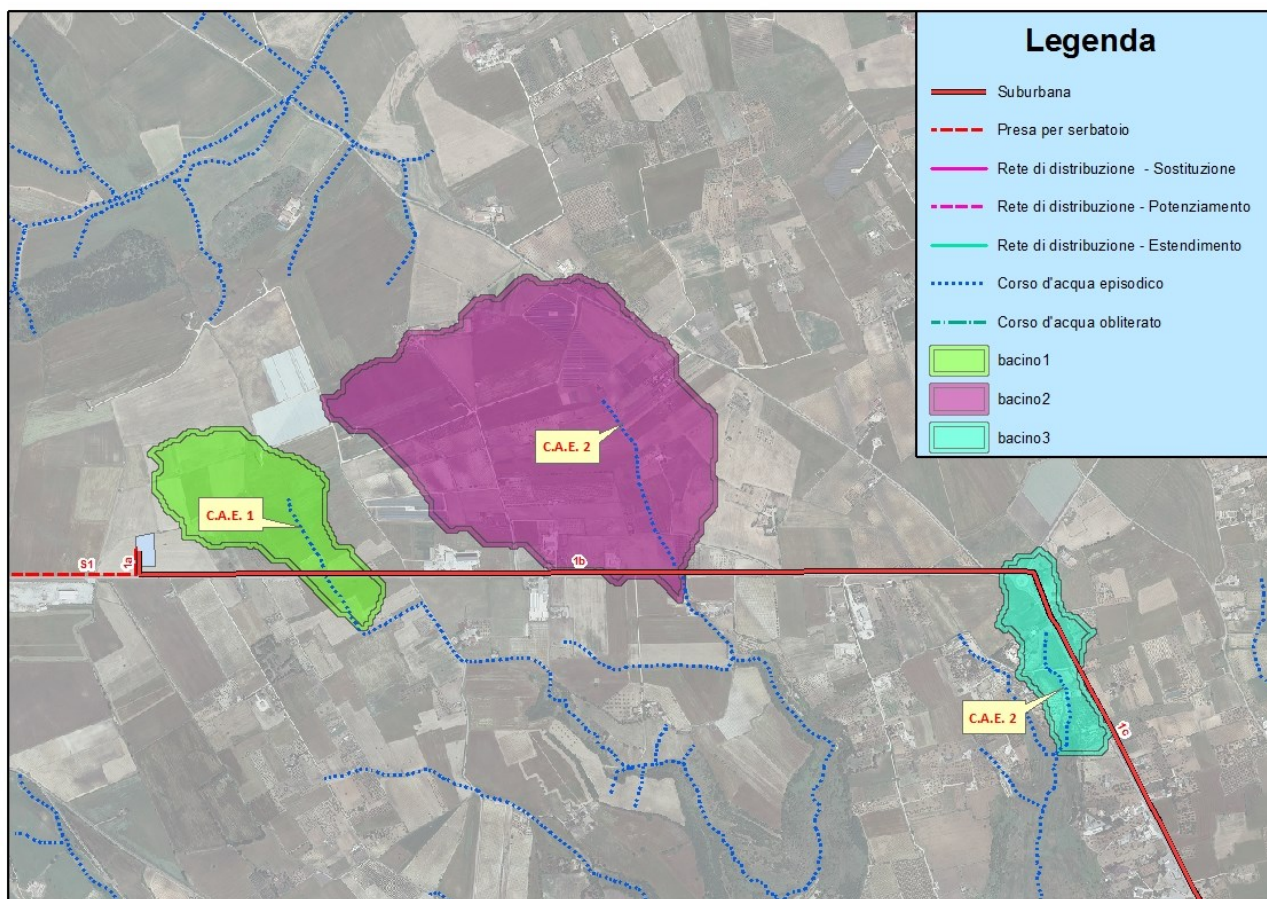 Legenda
Suburbana
Presa per serbatoio
Rete di distribuzione - Sostituzione
Rete di distribuzione - Potenziamento
Rete di distribuzione - Estendimento
Corso d'acqua episodico
Corso d'acqua obliterato
bacino1
bacino2
bacino3
C.A.E. 2
C.A.E. 1
S1
1a
1b
C.A.E. 2
1c